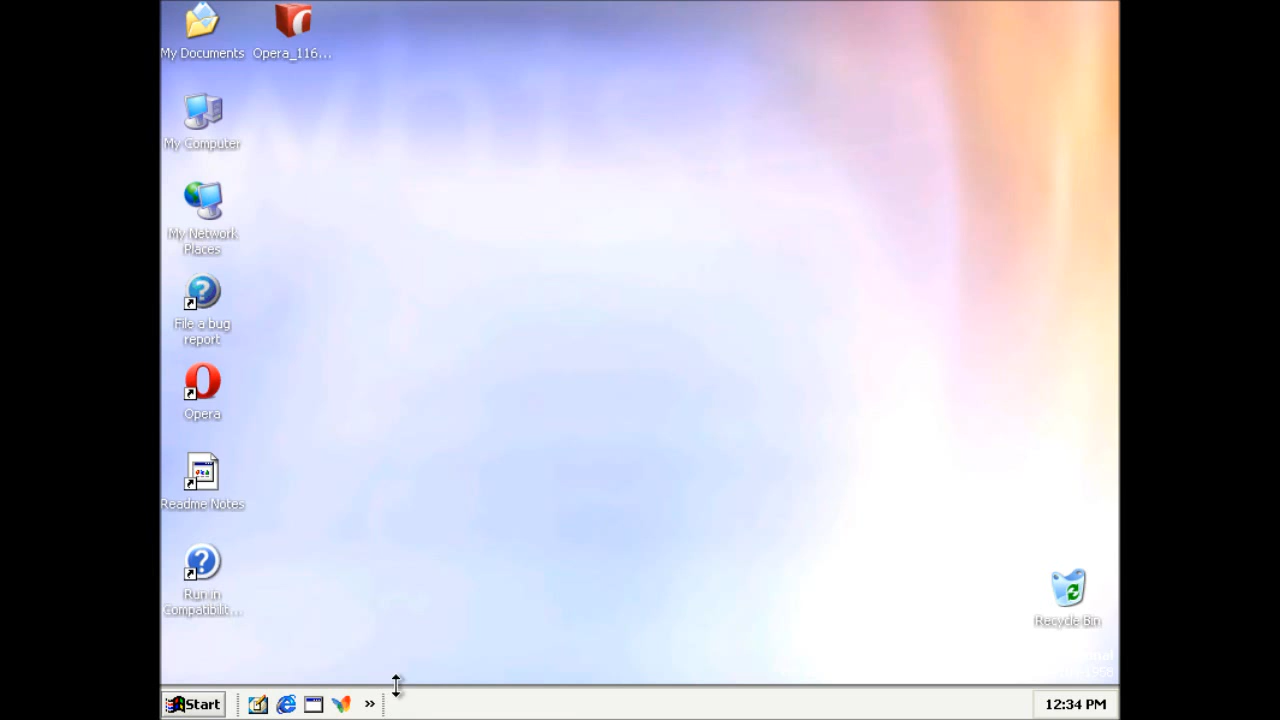 My Documents
Opera_116...
My Computer
My Network
Places
File a bug
report
Opera
Readme Notes
Run in
Compatibilit...
Recycle Bin
Start
»
12:34 PM